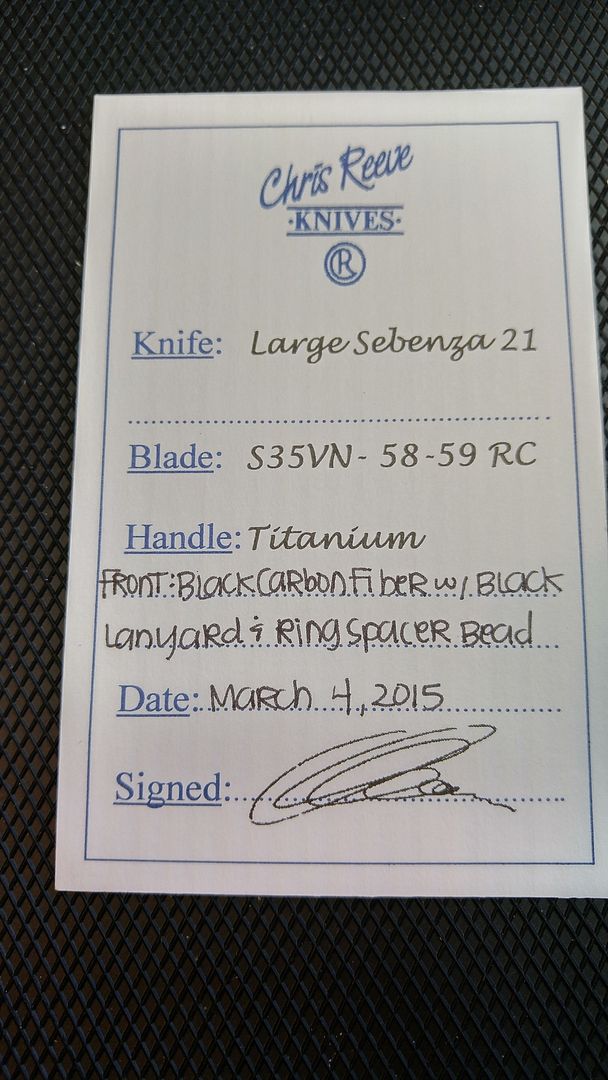 Chris Reeve
·KNIVES·
R
Knife: Large Sebenza 21
Blade: S35VN - 58-59 RC
Handle: Titanium
FRONT: Black Carbon Fiber w/ Black
Lanyard & Ring Spacer Bead
Date: March 4, 2015
Signed: